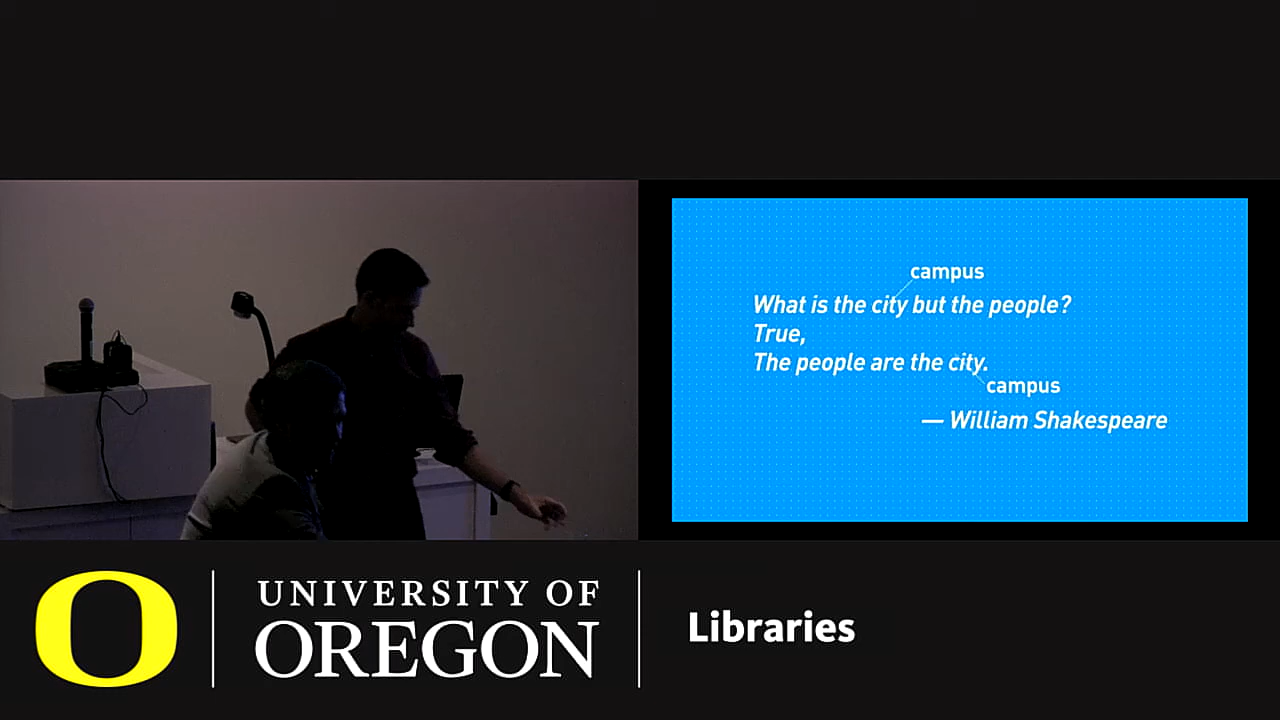 campus
What is the city but the people?
True,
The people are the city.
campus
— William Shakespeare
O
UNIVERSITY OF
OREGON
Libraries